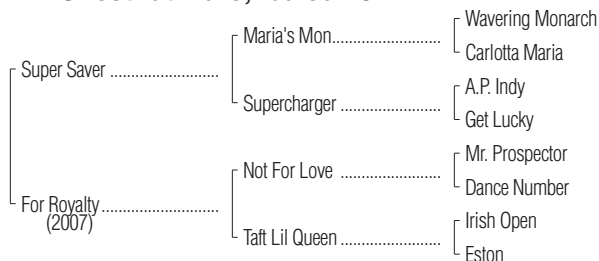 Wavering Monarch
Maria's Mon
Carlotta Maria
Super Saver
A.P. Indy
Supercharger
Get Lucky
Mr. Prospector
Not For Love
Dance Number
For Royalty
(2007)
Irish Open
Taft Lil Queen
Eston